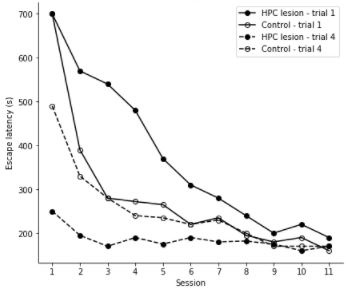 HPC lesion - trial 1
Control - trial 1
HPC lesion - trial 4
Control - trial 4
700
600
500
400
300
200
Escape latency (s)
1 2 3 4 5 6 7 8 9 10 11
Session